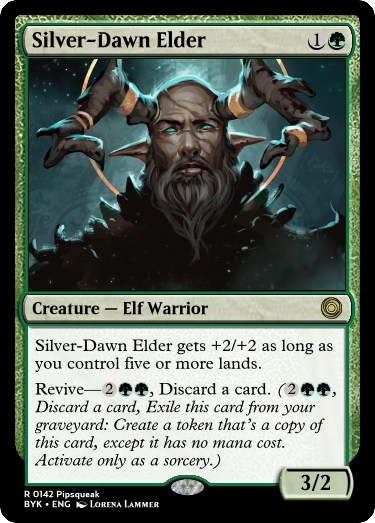 Silver-Dawn Elder 1
Creature — Elf Warrior
Silver-Dawn Elder gets +2/+2 as long as
you control five or more lands.
Revive—2, Discard a card. (2,
Discard a card, Exile this card from your
graveyard: Create a token that's a copy of
this card, except it has no mana cost.
Activate only as a sorcery.)
3/2
R 0142 Pipsqueak
BYK • ENG Lorena Lammer